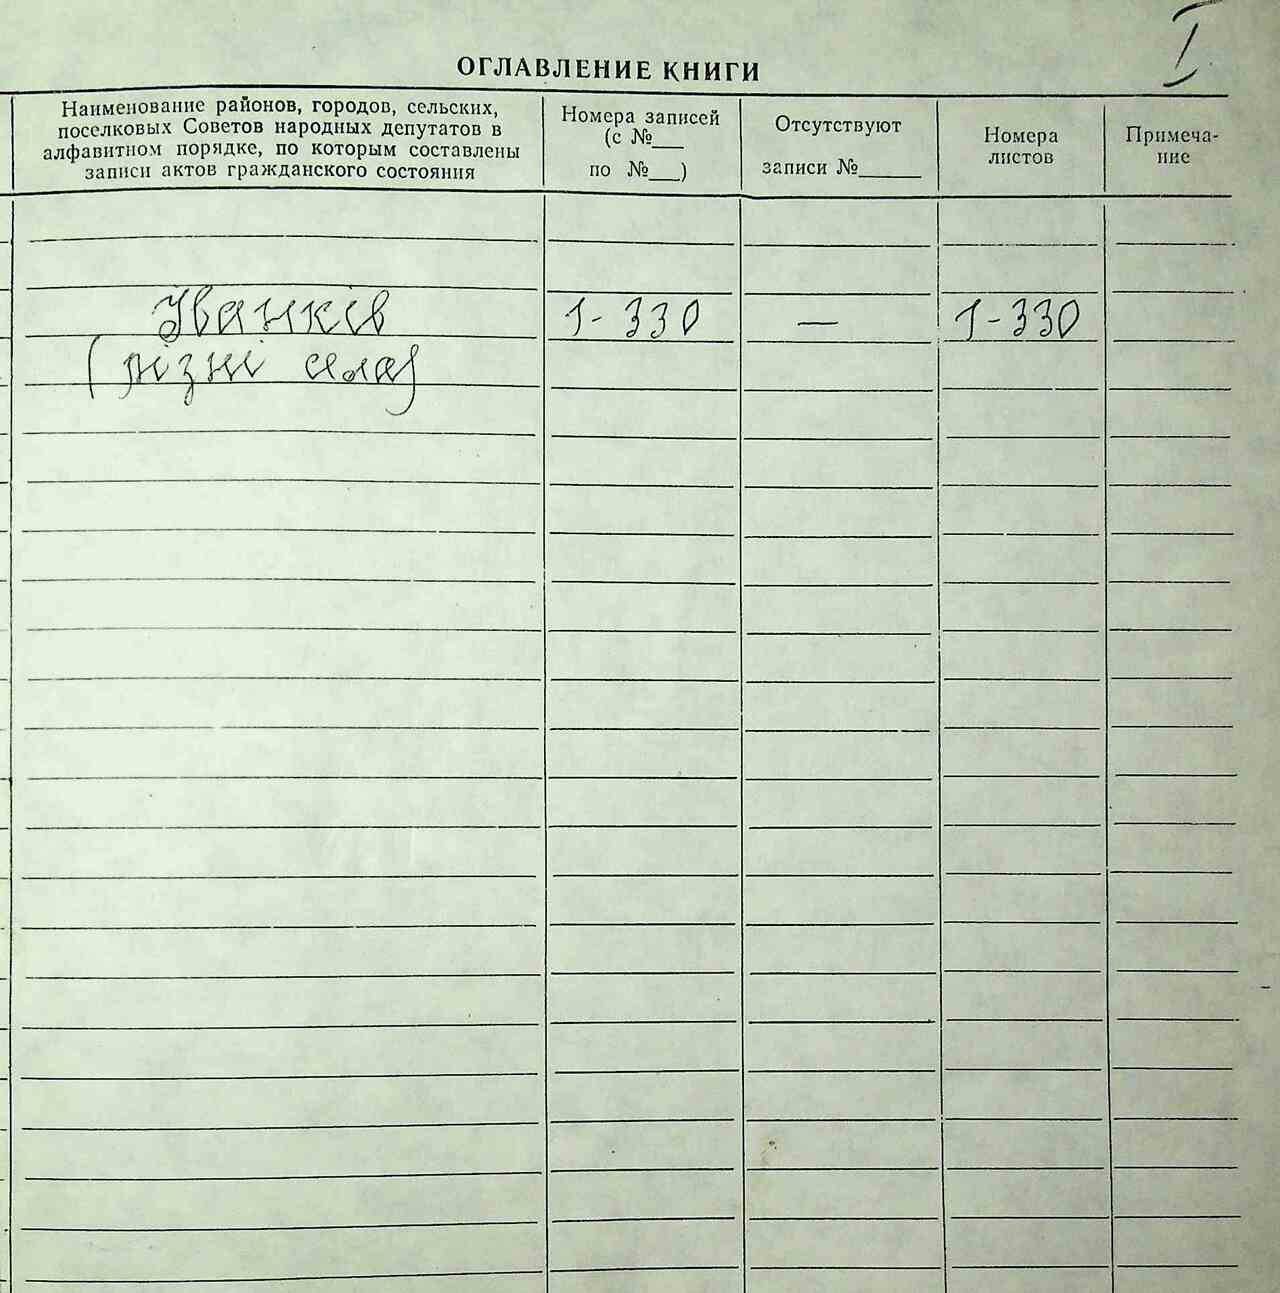 I
ОГЛАВЛЕНИЕ КНИГИ
Наименование районов, городов, сельских,
поселковых Советов народных депутатов в
алфавитном порядке, по которым составлены
записи актов гражданского состояния
Номера записей
(с №___
по №___)
Отсутствуют
записи №______
Номера
листов
Примеча-
ние
Іванків 1-330 — 1-330
(різні села)